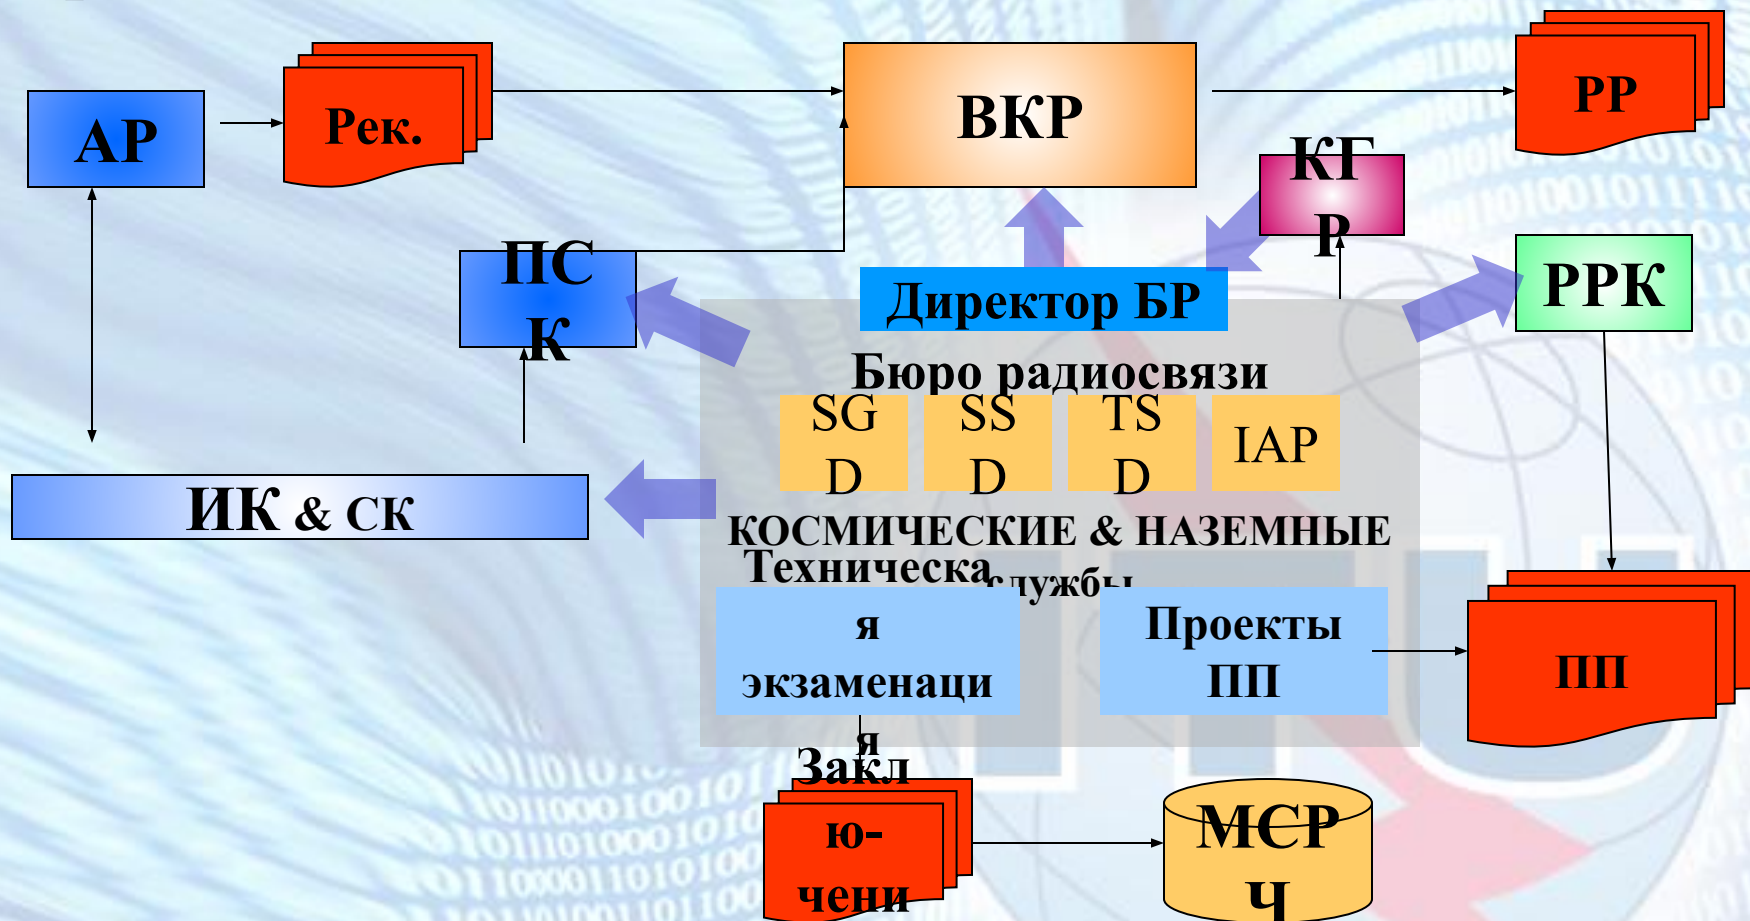 АР
Рек.
ВКР
РР
КГ
Р
ПС
К
Директор БР
РРК
Бюро радиосвязи
SG
D
SS
D
TS
D
IAP
ИК & СК
КОСМИЧЕСКИЕ & НАЗЕМНЫЕ
службы
Техническа
я
экзаменаци
я
Проекты
ПП
ПП
Закл
ю-
чени
МСР
Ч